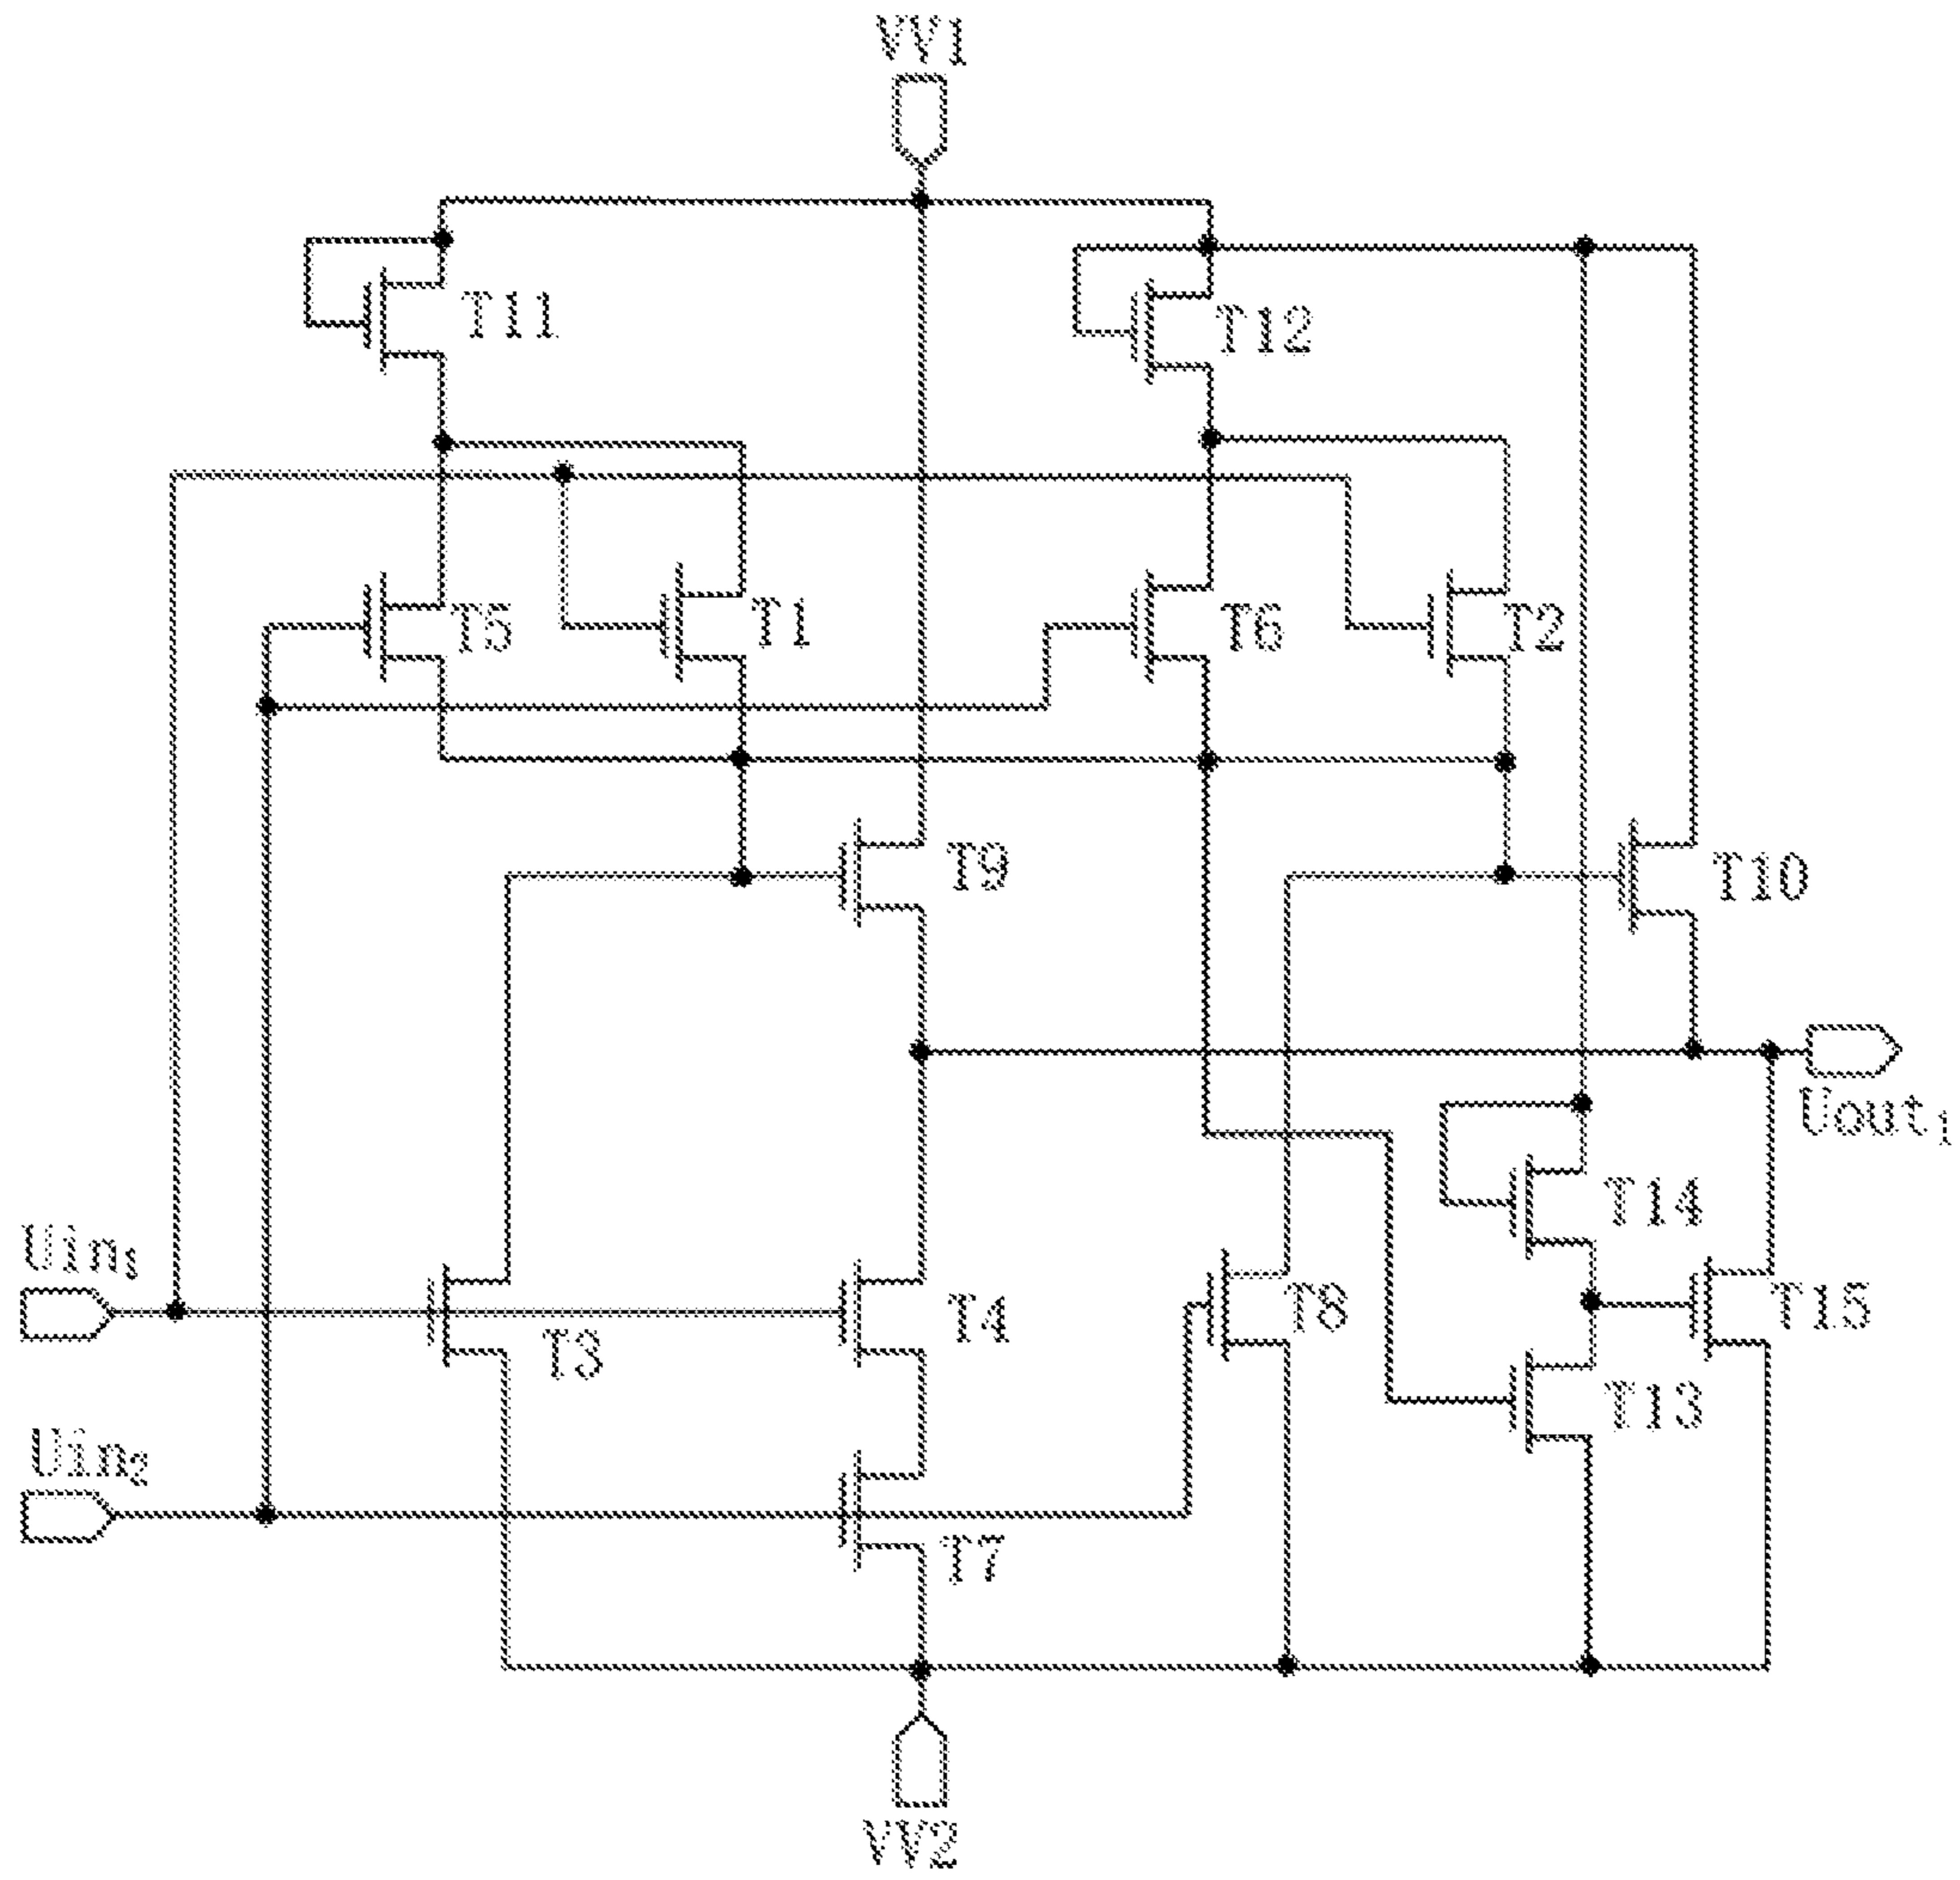 VV1
T11
T12
T5
T1
T6
T2
T9
T10
Uout₁
T14
Uin₁
T3
T4
T8
T15
T13
Uin₂
T7
VV2